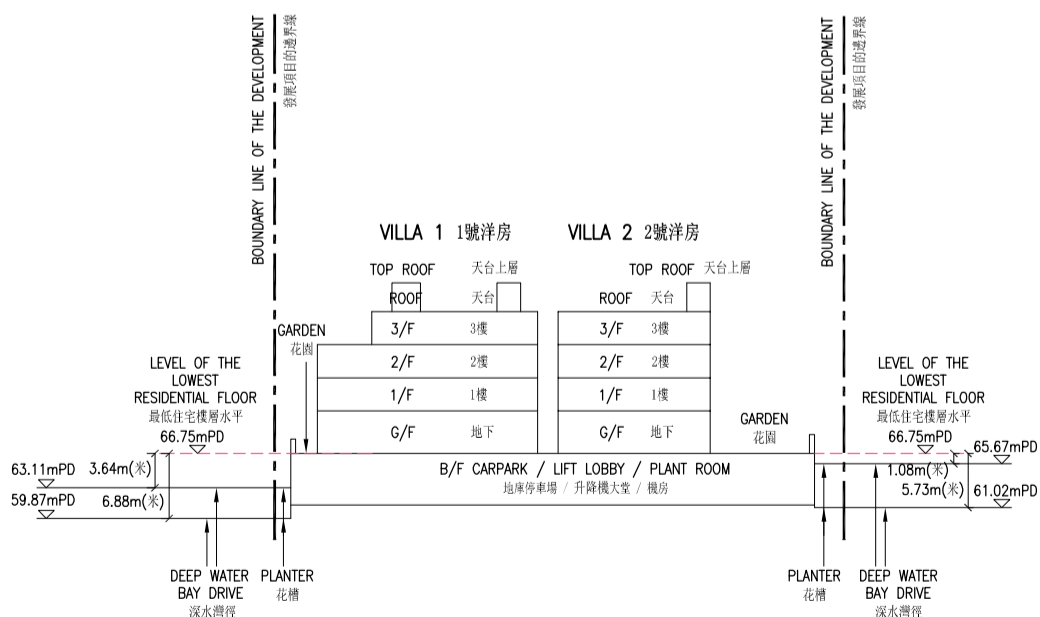 BOUNDARY LINE OF THE DEVELOPMENT
發展項目的邊界線
BOUNDARY LINE OF THE DEVELOPMENT
發展項目的邊界線
VILLA 1 1號洋房
VILLA 2 2號洋房
TOP ROOF 天台上層
TOP ROOF 天台上層
ROOF 天台
ROOF 天台
3/F 3樓
3/F 3樓
2/F 2樓
2/F 2樓
1/F 1樓
1/F 1樓
G/F 地下
G/F 地下
GARDEN
花園
GARDEN
花園
LEVEL OF THE
LOWEST
RESIDENTIAL FLOOR
最低住宅樓層水平
66.75mPD
LEVEL OF THE
LOWEST
RESIDENTIAL FLOOR
最低住宅樓層水平
66.75mPD
65.67mPD
63.11mPD
3.64m(米)
59.87mPD
6.88m(米)
B/F CARPARK / LIFT LOBBY / PLANT ROOM
地庫停車場 / 升降機大堂 / 機房
1.08m(米)
5.73m(米)
61.02mPD
DEEP WATER
BAY DRIVE
深水灣徑
PLANTER
花槽
PLANTER
花槽
DEEP WATER
BAY DRIVE
深水灣徑